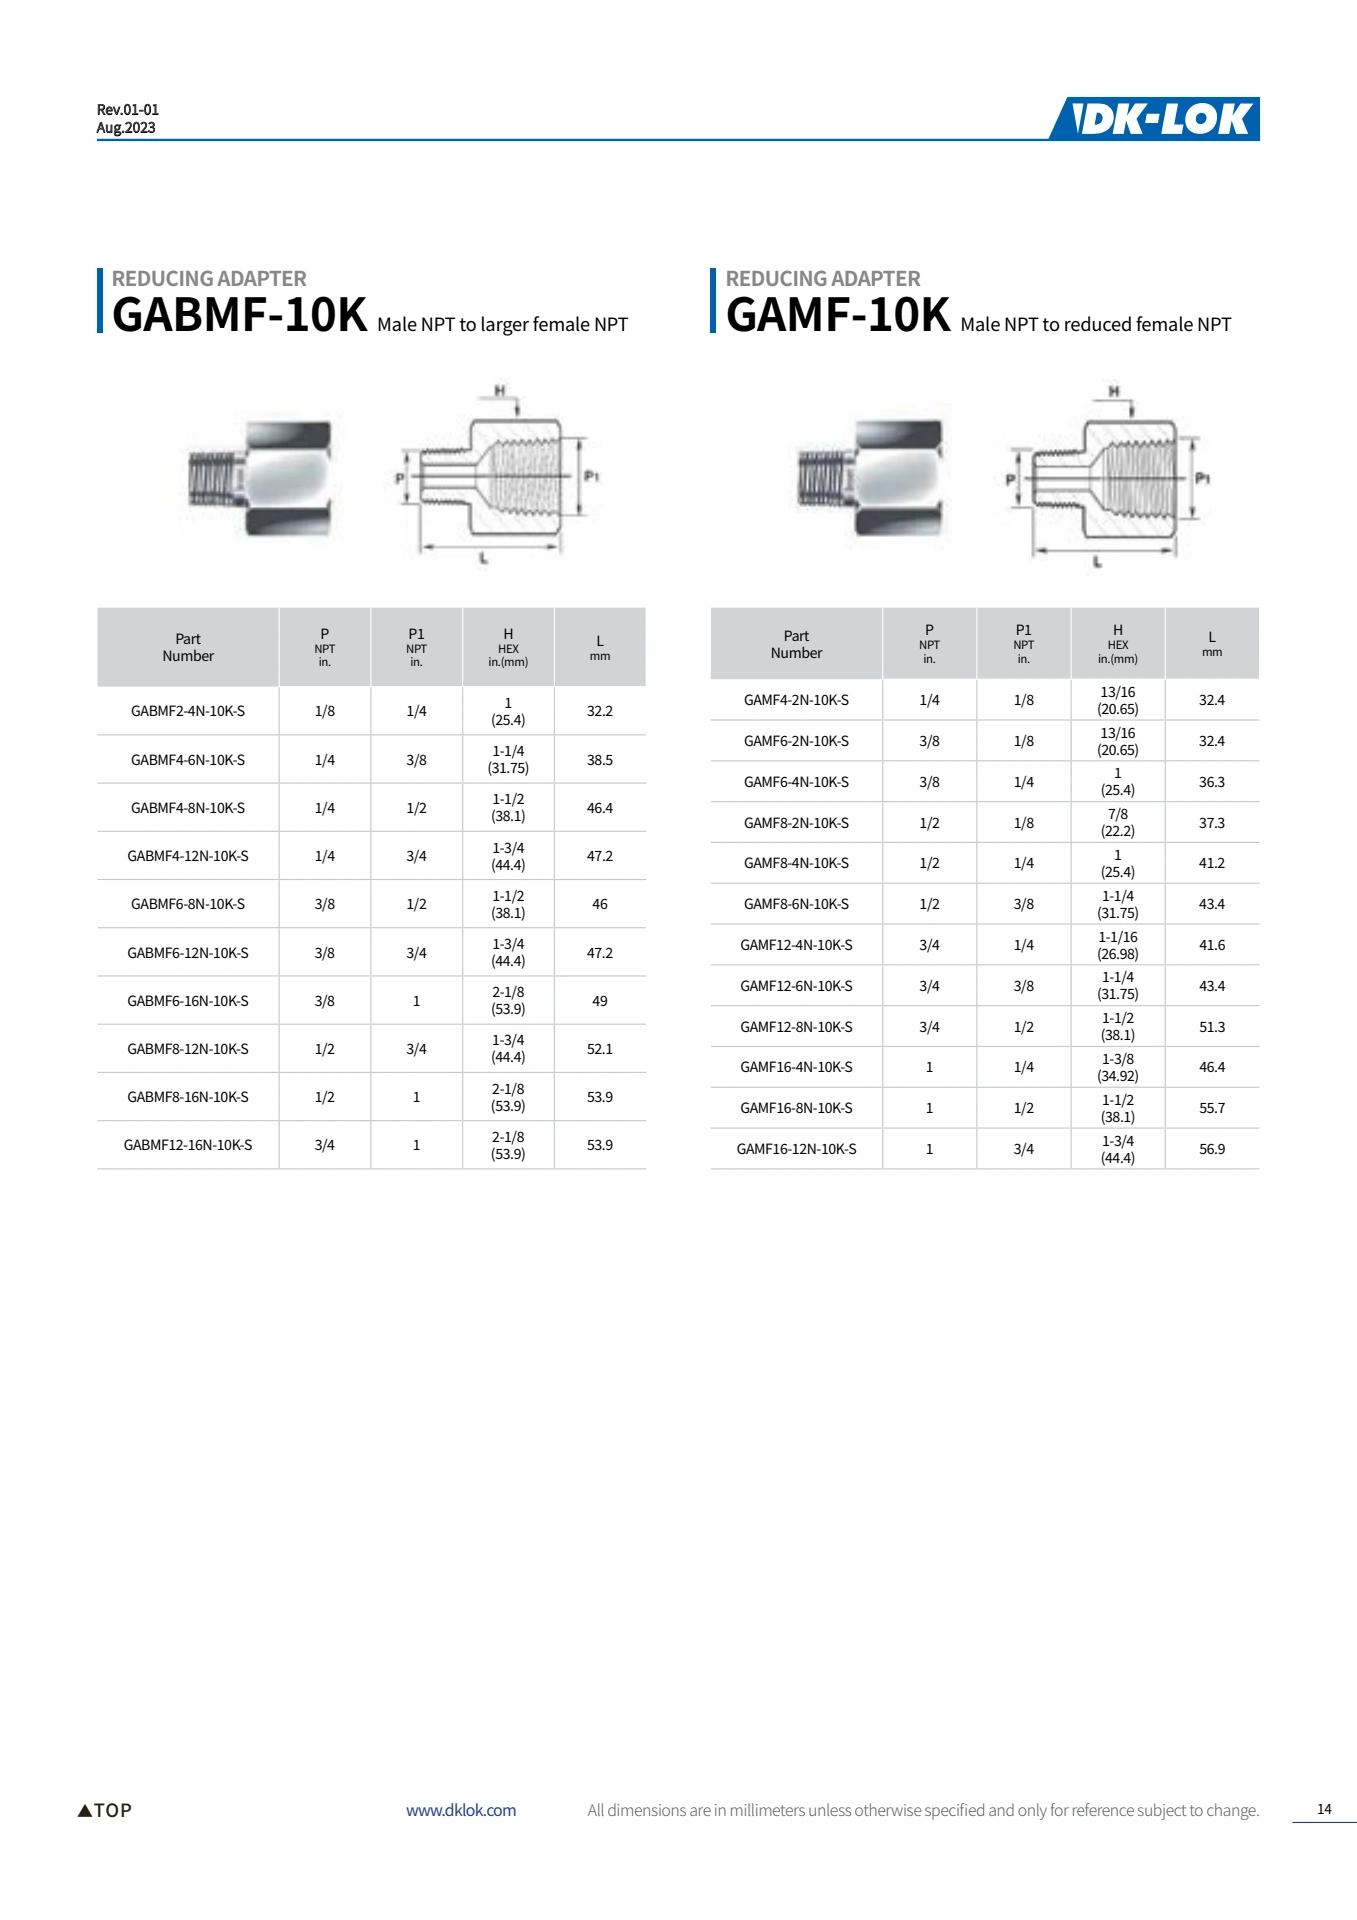 Rev.01-01
Aug.2023
DK-LOK
REDUCING ADAPTER
GABMF-10K Male NPT to larger female NPT
H
P
P1
L
Part
Number
P
NPT
in.
P1
NPT
in.
H
HEX
in.(mm)
L
mm
GABMF2-4N-10K-S 1/8 1/4 1 (25.4) 32.2
GABMF4-6N-10K-S 1/4 3/8 1-1/4 (31.75) 38.5
GABMF4-8N-10K-S 1/4 1/2 1-1/2 (38.1) 46.4
GABMF4-12N-10K-S 1/4 3/4 1-3/4 (44.4) 47.2
GABMF6-8N-10K-S 3/8 1/2 1-1/2 (38.1) 46
GABMF6-12N-10K-S 3/8 3/4 1-3/4 (44.4) 47.2
GABMF6-16N-10K-S 3/8 1 2-1/8 (53.9) 49
GABMF8-12N-10K-S 1/2 3/4 1-3/4 (44.4) 52.1
GABMF8-16N-10K-S 1/2 1 2-1/8 (53.9) 53.9
GABMF12-16N-10K-S 3/4 1 2-1/8 (53.9) 53.9
REDUCING ADAPTER
GAMF-10K Male NPT to reduced female NPT
H
P
P1
L
Part
Number
P
NPT
in.
P1
NPT
in.
H
HEX
in.(mm)
L
mm
GAMF4-2N-10K-S 1/4 1/8 13/16 (20.65) 32.4
GAMF6-2N-10K-S 3/8 1/8 13/16 (20.65) 32.4
GAMF6-4N-10K-S 3/8 1/4 1 (25.4) 36.3
GAMF8-2N-10K-S 1/2 1/8 7/8 (22.2) 37.3
GAMF8-4N-10K-S 1/2 1/4 1 (25.4) 41.2
GAMF8-6N-10K-S 1/2 3/8 1-1/4 (31.75) 43.4
GAMF12-4N-10K-S 3/4 1/4 1-1/16 (26.98) 41.6
GAMF12-6N-10K-S 3/4 3/8 1-1/4 (31.75) 43.4
GAMF12-8N-10K-S 3/4 1/2 1-1/2 (38.1) 51.3
GAMF16-4N-10K-S 1 1/4 1-3/8 (34.92) 46.4
GAMF16-8N-10K-S 1 1/2 1-1/2 (38.1) 55.7
GAMF16-12N-10K-S 1 3/4 1-3/4 (44.4) 56.9
▲TOP
www.dklok.com
All dimensions are in millimeters unless otherwise specified and only for reference subject to change.
14